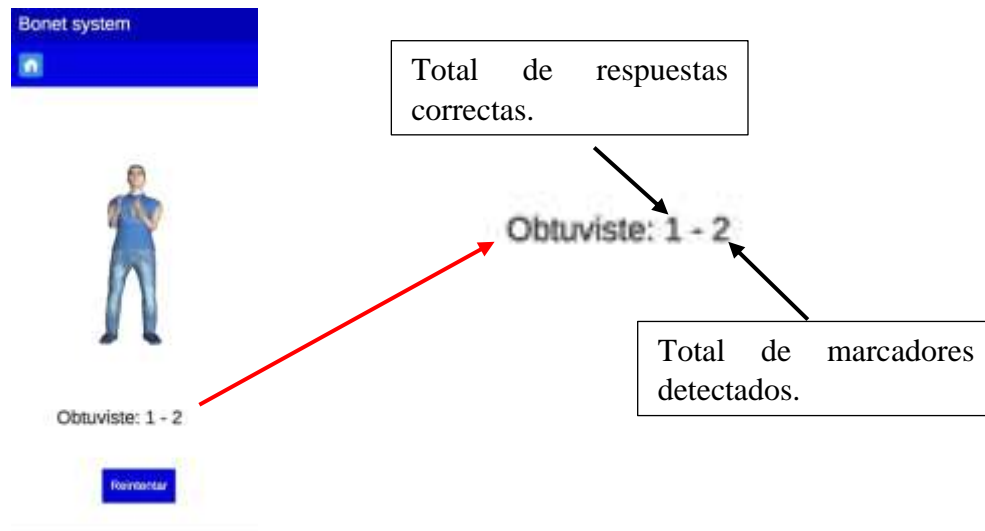 Bonet system
Total de respuestas
correctas.
Obtuviste: 1 - 2
Total de marcadores
detectados.
Obtuviste: 1 - 2
Reintentar